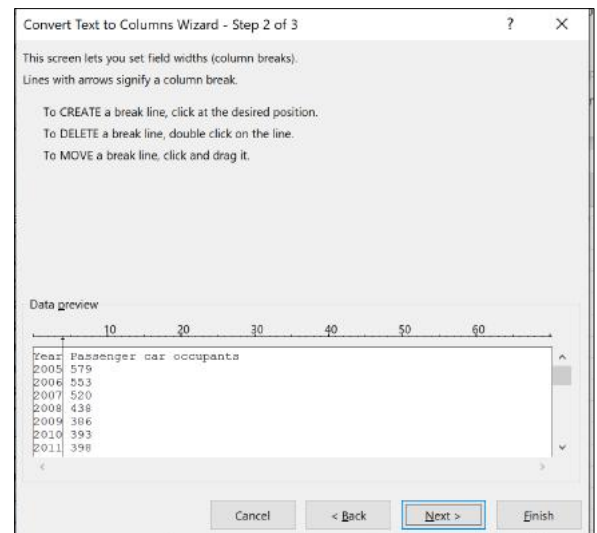 Convert Text to Columns Wizard - Step 2 of 3 ? ×
This screen lets you set field widths (column breaks).
Lines with arrows signify a column break.
To CREATE a break line, click at the desired position.
To DELETE a break line, double click on the line.
To MOVE a break line, click and drag it.
Data preview
10 20 30 40 50 60
Year Passenger car occupants
2005 579
2006 553
2007 520
2008 438
2009 386
2010 393
2011 398
Cancel < Back Next > Finish